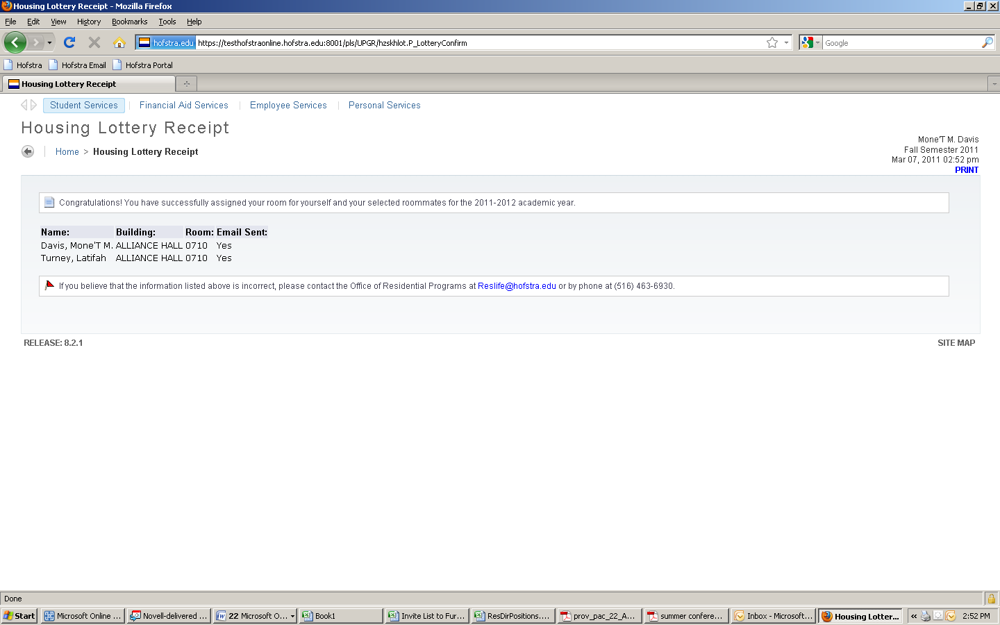 Housing Lottery Receipt - Mozilla Firefox
File Edit View History Bookmarks Tools Help
hofstra.edu https://testhofstraonline.hofstra.edu:8001/pls/UPGR/hzskhlot.P_LotteryConfirm Google
Hofstra Hofstra Email Hofstra Portal
Housing Lottery Receipt
Student Services | Financial Aid Services | Employee Services | Personal Services
Housing Lottery Receipt
Home > Housing Lottery Receipt
Mone'T M. Davis
Fall Semester 2011
Mar 07, 2011 02:52 pm
PRINT
Congratulations! You have successfully assigned your room for yourself and your selected roommates for the 2011-2012 academic year.
Name: Building: Room: Email Sent:
Davis, Mone'T M. ALLIANCE HALL 0710 Yes
Turney, Latifah ALLIANCE HALL 0710 Yes
If you believe that the information listed above is incorrect, please contact the Office of Residential Programs at Reslife@hofstra.edu or by phone at (516) 463-6930.
RELEASE: 8.2.1 SITE MAP
Done
Start Microsoft Online ... Novell-delivered ... 22 Microsoft O... Book1 Invite List to Fur... ResDirPositions.... prov_pac_22_A... summer confere... Inbox - Microsoft... Housing Lotter... « 2:52 PM